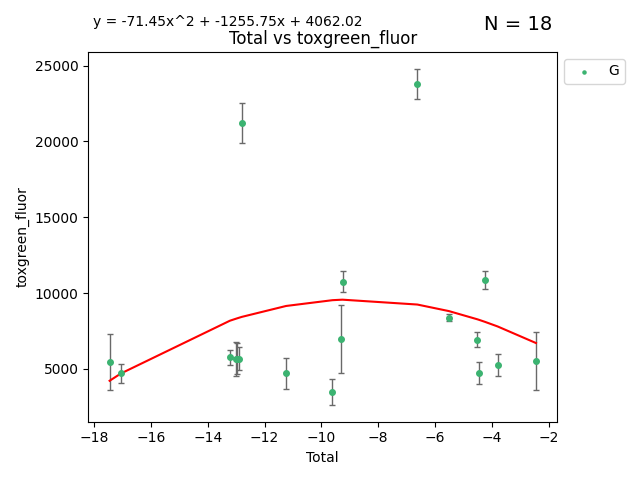 y = -71.45x^2 + -1255.75x + 4062.02
N = 18
Total vs toxgreen_fluor
G
25000
20000
15000
10000
5000
toxgreen_fluor
−18 −16 −14 −12 −10 −8 −6 −4 −2
Total